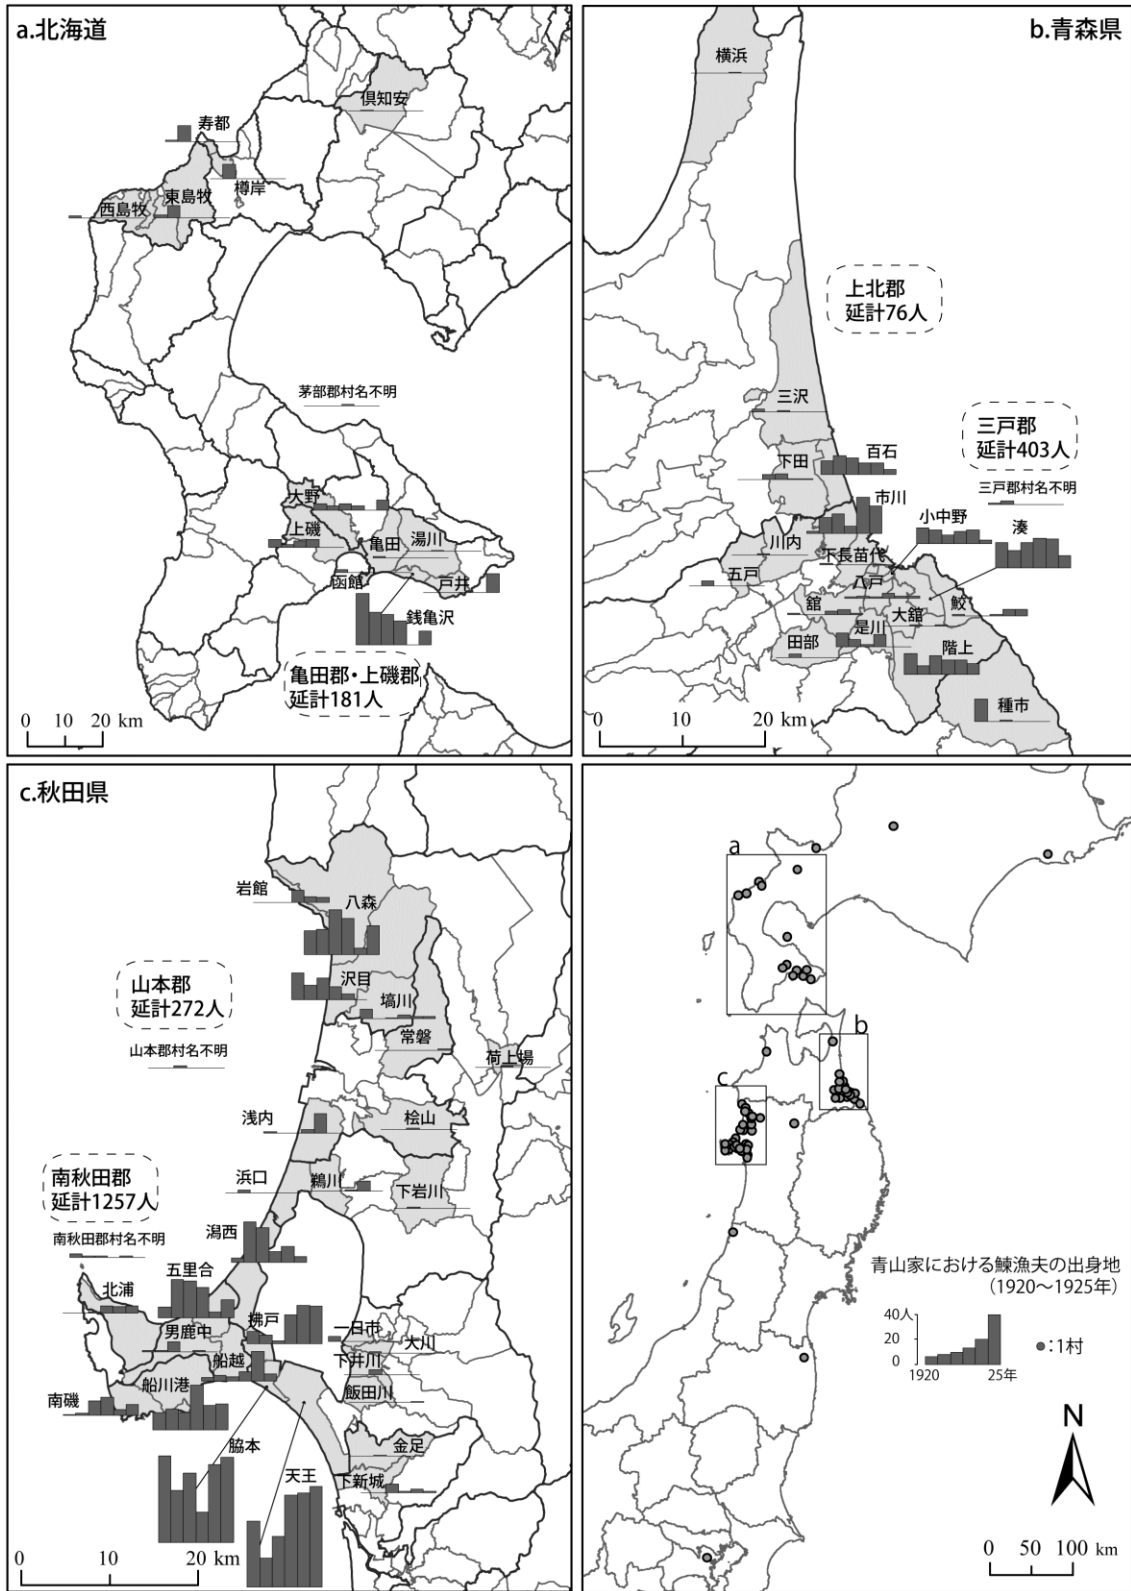 a.北海道
倶知安
寿都
樽岸
東島牧
西島牧
茅部郡村名不明
大野
上磯
亀田
湯川
函館
戸井
銭亀沢
亀田郡・上磯郡
延計181人
0 10 20 km
b.青森県
横浜
上北郡
延計76人
三沢
三戸郡
延計403人
下田
百石
三戸郡村名不明
市川
小中野
湊
川内
下長苗代
五戸
八戸
舘
大舘
鮫
是川
田部
階上
種市
0 10 20 km
c.秋田県
岩館
八森
山本郡
延計272人
沢目
塙川
山本郡村名不明
常磐
荷上場
浅内
桧山
南秋田郡
延計1257人
浜口
鵜川
下岩川
潟西
南秋田郡村名不明
五里合
北浦
払戸
一日市
大川
男鹿中
船越
下井川
船川港
飯田川
南磯
脇本
金足
天王
下新城
0 10 20 km
a
b
c
青山家における鰊漁夫の出身地
(1920〜1925年)
40人
20
0
1920 25年
:1村
N
0 50 100 km